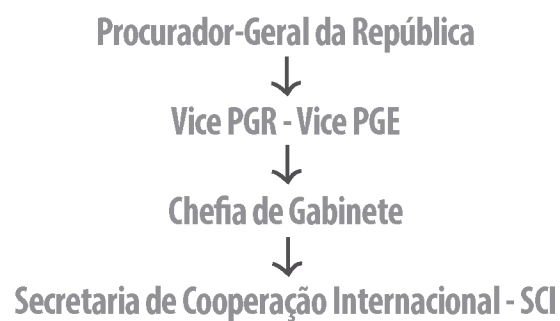 Procurador-Geral da República
Vice PGR - Vice PGE
Chefia de Gabinete
Secretaria de Cooperação Internacional - SCI